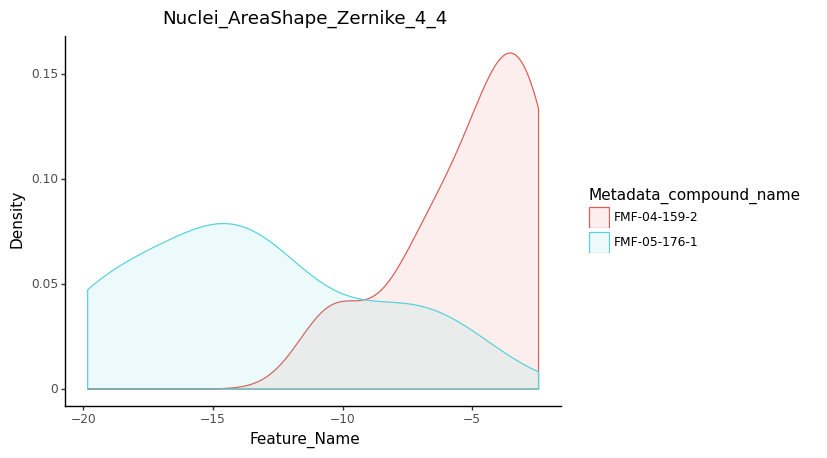 Nuclei_AreaShape_Zernike_4_4
0.15
0.10
0.05
0
Density
−20
−15
−10
−5
Feature_Name
Metadata_compound_name
FMF-04-159-2
FMF-05-176-1